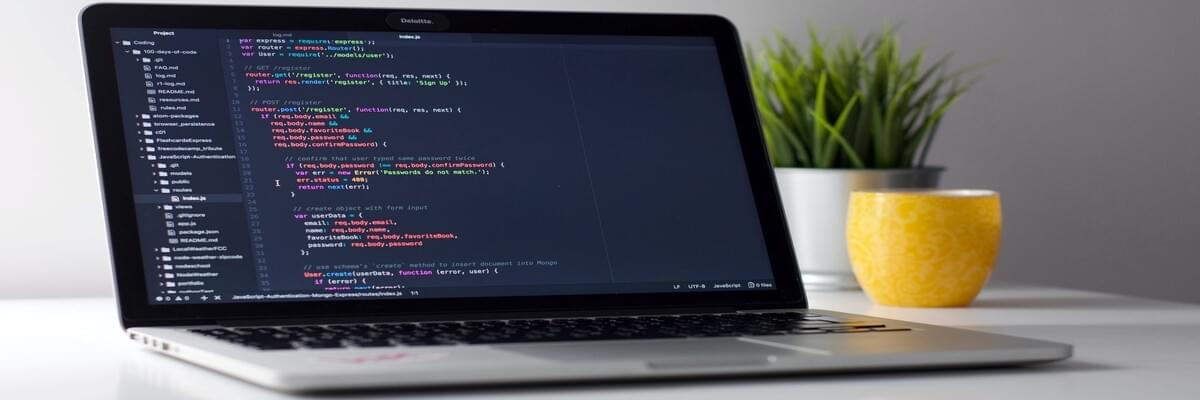 Deloitte.
Project
Coding
100-days-of-code
.git
FAQ.md
log.md
r1-log.md
README.md
resources.md
rules.md
atom-packages
browser_persistence
c01
FlashcardsExpress
freecodecamp_tribute
JavaScript-Authentication
.git
models
public
routes
index.js
views
.gitignore
app.js
package.json
README.md
LocalWeatherFCC
node-weather-zipcode
nodeschool
NodeWeather
portfolio
log.md
index.js
var express = require('express');
var router = express.Router();
var User = require('../models/user');
// GET /register
router.get('/register', function(req, res, next) {
return res.render('register', { title: 'Sign Up' });
});
// POST /register
router.post('/register', function(req, res, next) {
if (req.body.email &&
req.body.name &&
req.body.favoriteBook &&
req.body.password &&
req.body.confirmPassword) {
// confirm that user typed same password twice
if (req.body.password !== req.body.confirmPassword) {
var err = new Error('Passwords do not match.');
err.status = 400;
return next(err);
}
// create object with form input
var userData = {
email: req.body.email,
name: req.body.name,
favoriteBook: req.body.favoriteBook,
password: req.body.password
};
// use schema's `create` method to insert document into Mongo
User.create(userData, function (error, user) {
if (error) {
return next(error);
JavaScript-Authentication-Mongo-Express/routes/index.js 1:1
LF UTF-8 JavaScript 0 files